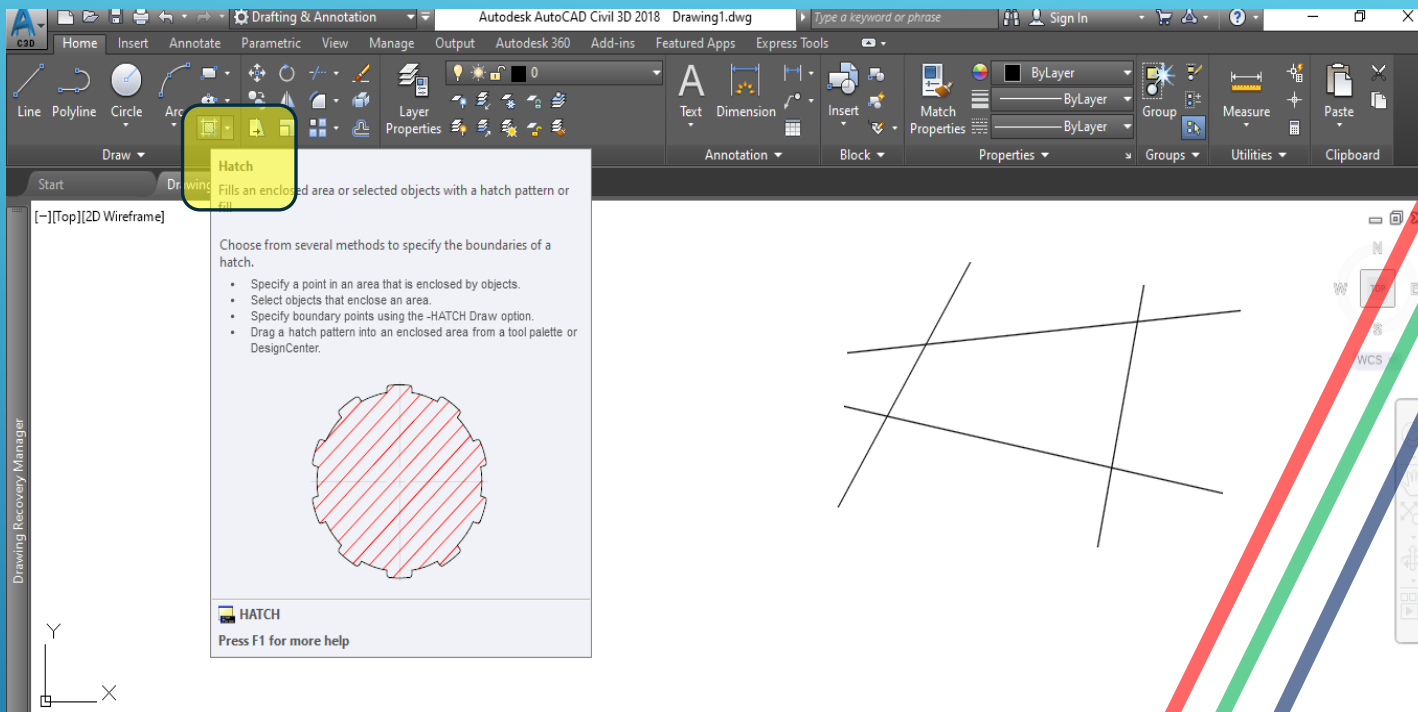 Drafting & Annotation Autodesk AutoCAD Civil 3D 2018 Drawing1.dwg Type a keyword or phrase Sign In
C3D Home Insert Annotate Parametric View Manage Output Autodesk 360 Add-ins Featured Apps Express Tools
0 ByLayer
ByLayer
ByLayer
Line Polyline Circle Arc Layer Properties Text Dimension Insert Match Properties Group Measure Paste
Draw Annotation Block Properties Groups Utilities Clipboard
Start Drawing
[−][Top][2D Wireframe]
Hatch
Fills an enclosed area or selected objects with a hatch pattern or
fill
Choose from several methods to specify the boundaries of a
hatch.
• Specify a point in an area that is enclosed by objects.
• Select objects that enclose an area.
• Specify boundary points using the -HATCH Draw option.
• Drag a hatch pattern into an enclosed area from a tool palette or
DesignCenter.
HATCH
Press F1 for more help
N
W TOP E
S
WCS
Drawing Recovery Manager
Y
X